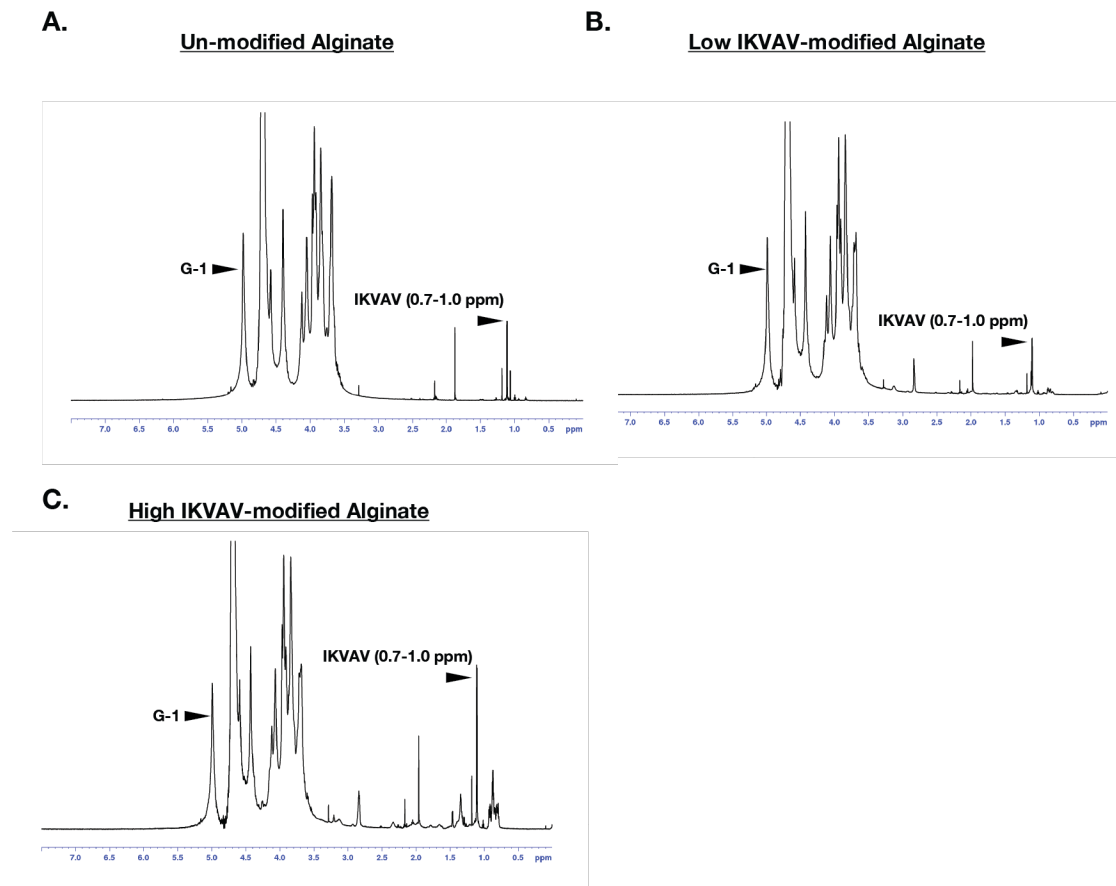 A.
Un-modified Alginate
G-1
IKVAV (0.7-1.0 ppm)
7.0 6.5 6.0 5.5 5.0 4.5 4.0 3.5 3.0 2.5 2.0 1.5 1.0 0.5 ppm
B.
Low IKVAV-modified Alginate
G-1
IKVAV (0.7-1.0 ppm)
7.0 6.5 6.0 5.5 5.0 4.5 4.0 3.5 3.0 2.5 2.0 1.5 1.0 0.5 ppm
C.
High IKVAV-modified Alginate
IKVAV (0.7-1.0 ppm)
G-1
7.0 6.5 6.0 5.5 5.0 4.5 4.0 3.5 3.0 2.5 2.0 1.5 1.0 0.5 ppm